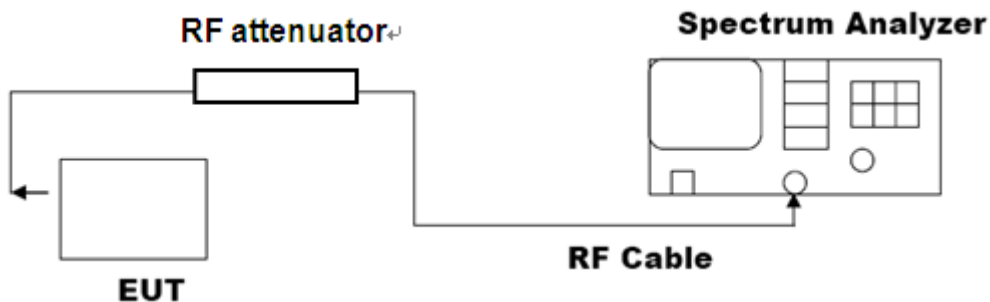 RF attenuator↵
Spectrum Analyzer
RF Cable
EUT